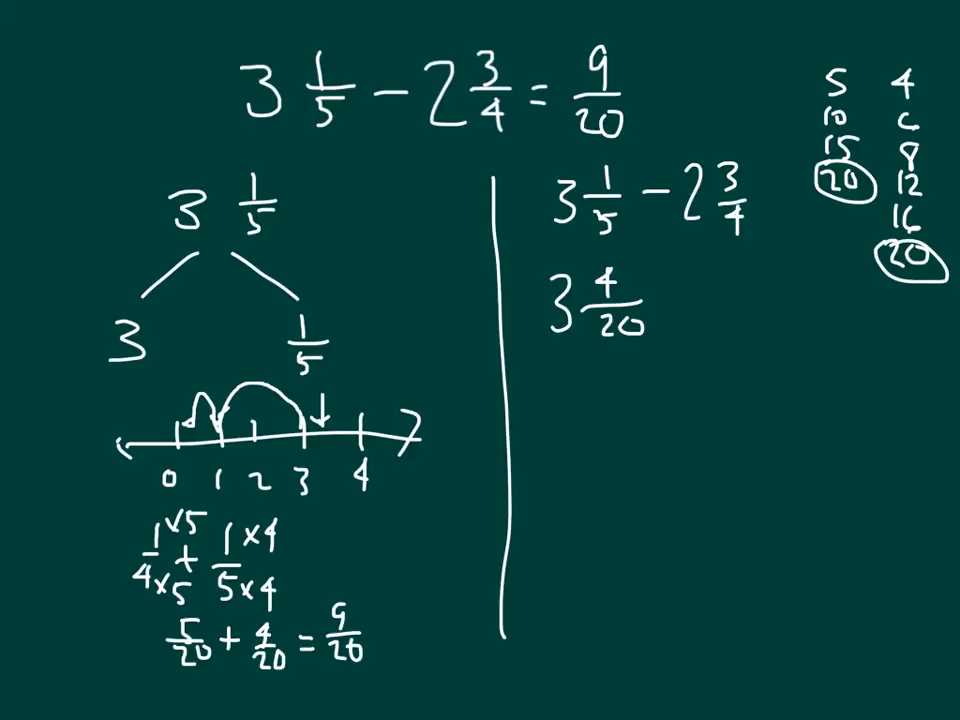 3 1/5 − 2 3/4 = 9/20
3 1/5
3 1/5
0 1 2 3 4
1×5/4×5 + 1×4/5×4
5/20 + 4/20 = 9/20
3 1/5 − 2 3/4
3 4/20
5 4
10 6
15 8
20 12
16
20